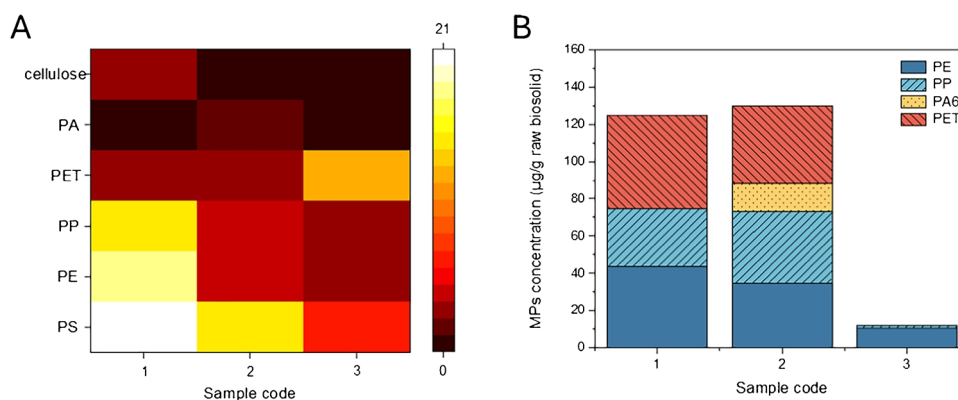 A
21
cellulose
PA
PET
PP
PE
PS
0
1 2 3
Sample code
B
MPs concentration (µg/g raw biosolid)
160
140
120
100
80
60
40
20
0
PE
PP
PA6
PET
1 2 3
Sample code